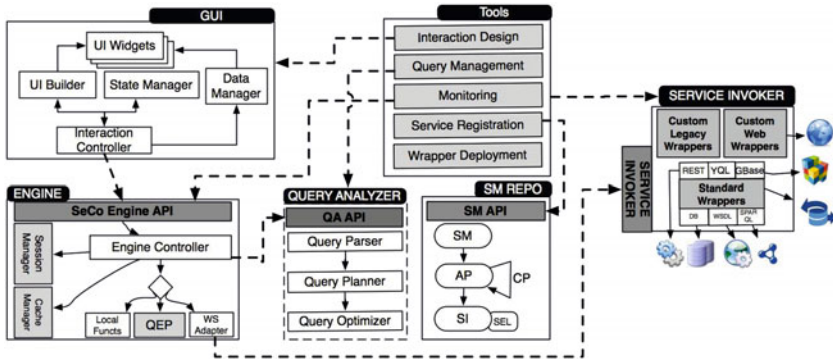 GUI
UI Widgets
UI Builder
State Manager
Data
Manager
Interaction
Controller
Tools
Interaction Design
Query Management
Monitoring
Service Registration
Wrapper Deployment
SERVICE INVOKER
Custom
Legacy
Wrappers
Custom
Web
Wrappers
SERVICE
INVOKER
REST
YQL
GBase
Standard
Wrappers
DB
WSDL
SPAR
QL
ENGINE
SeCo Engine API
Session
Manager
Engine Controller
Cache
Manager
Local
Functs
QEP
WS
Adapter
QUERY ANALYZER
QA API
Query Parser
Query Planner
Query Optimizer
SM REPO
SM API
SM
AP
CP
SI
SEL